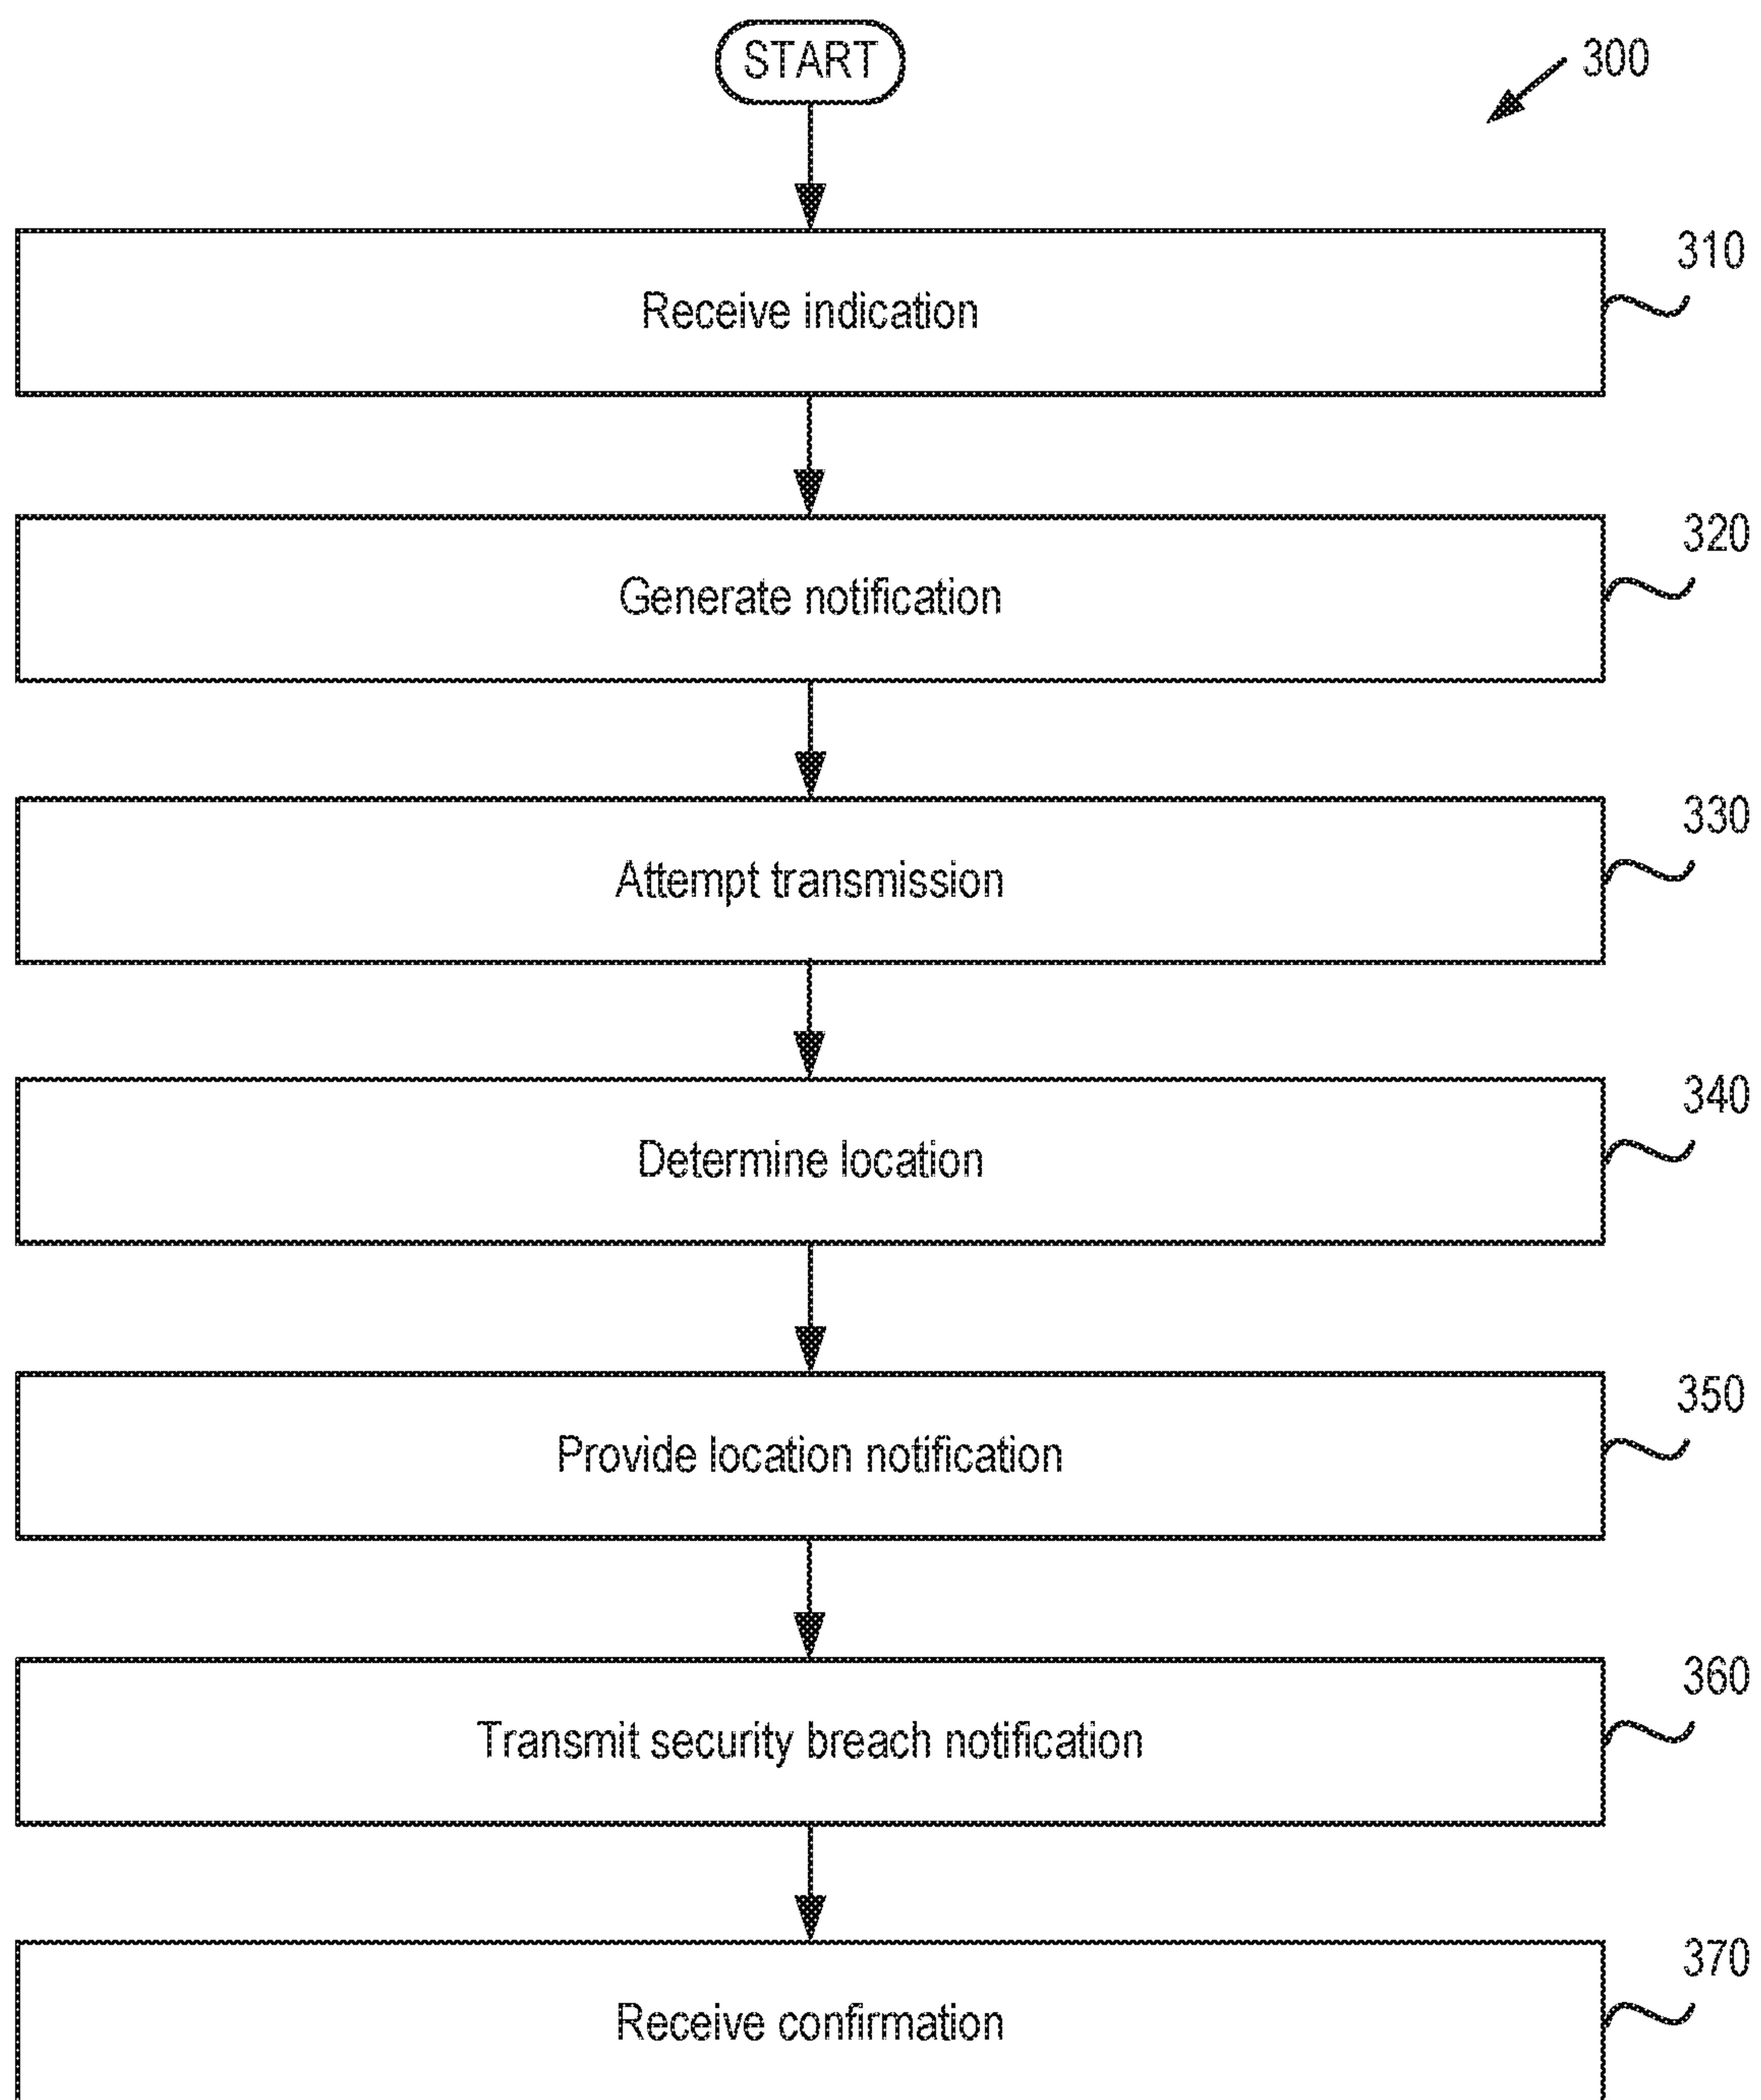 START
300
310
Receive indication
320
Generate notification
330
Attempt transmission
340
Determine location
350
Provide location notification
360
Transmit security breach notification
370
Receive confirmation